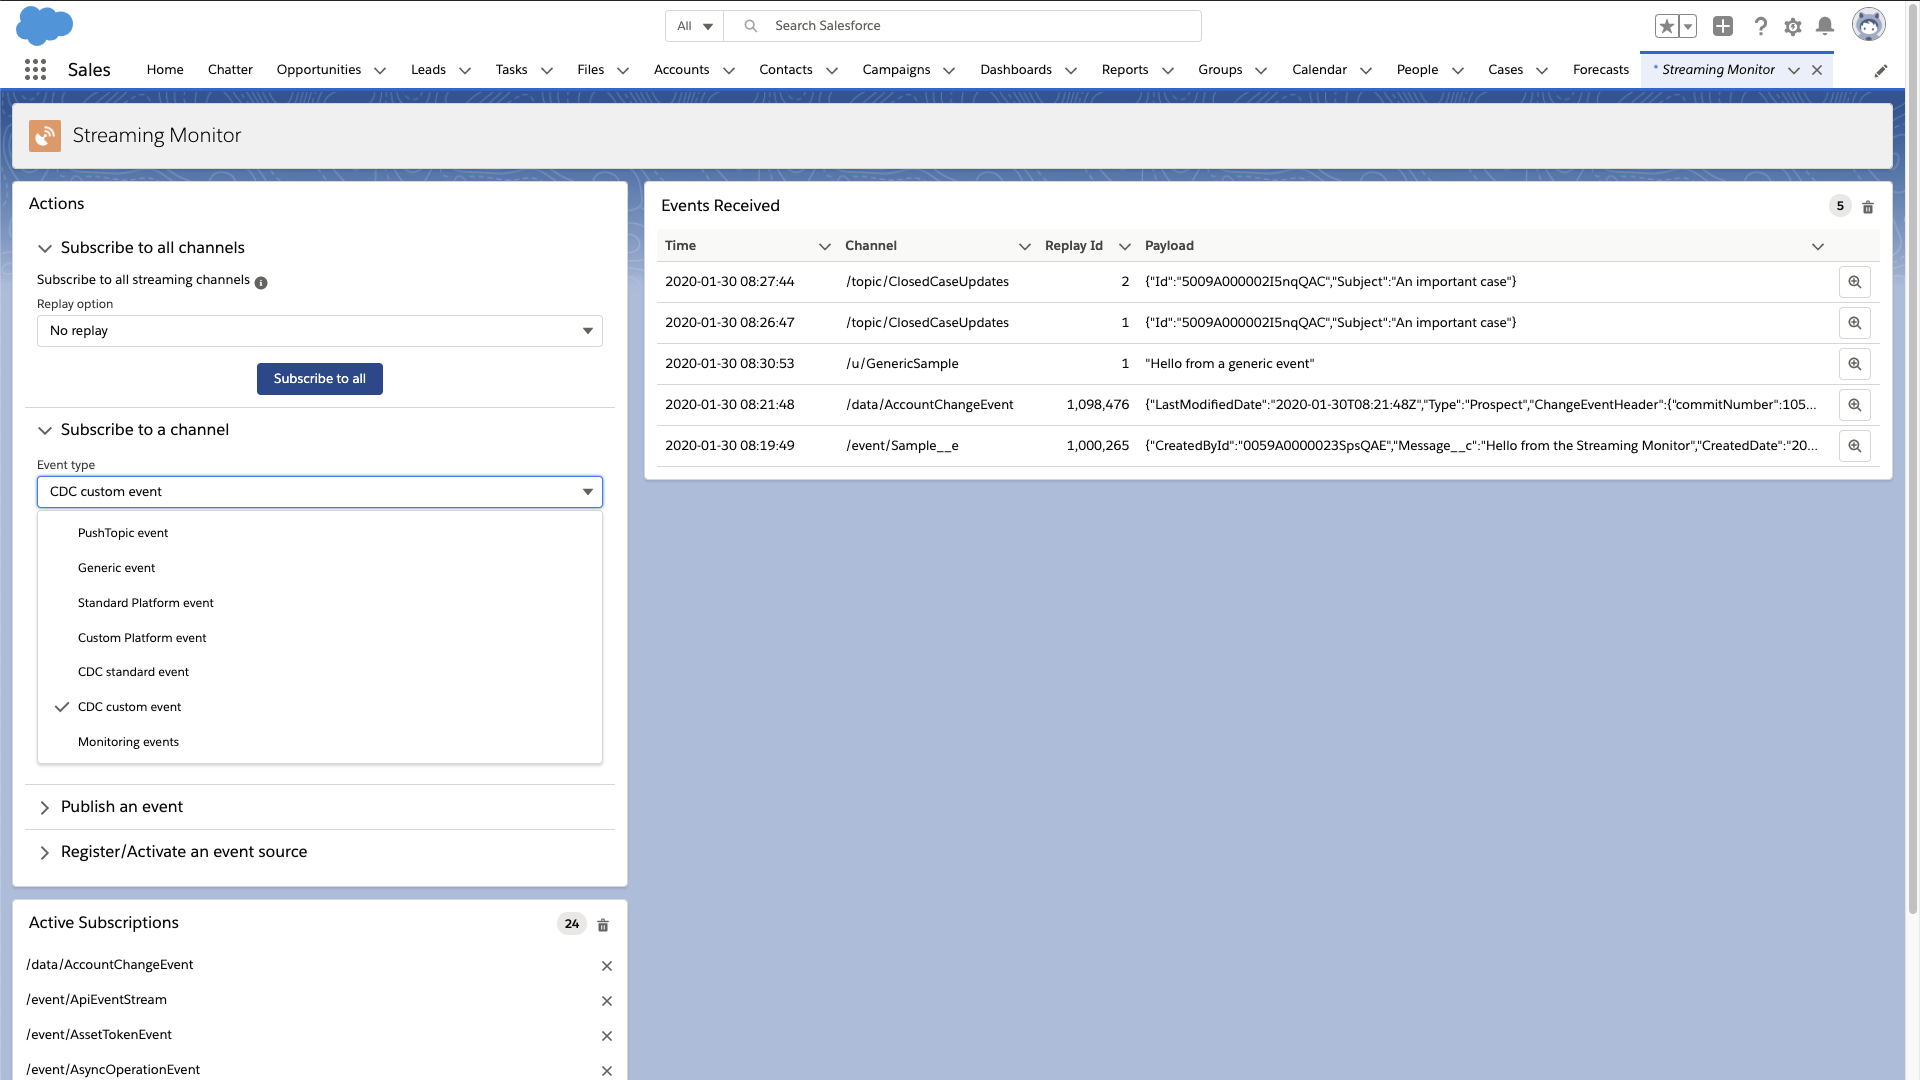 All
Search Salesforce
Sales
Home
Chatter
Opportunities
Leads
Tasks
Files
Accounts
Contacts
Campaigns
Dashboards
Reports
Groups
Calendar
People
Cases
Forecasts
* Streaming Monitor
Streaming Monitor
Actions
Subscribe to all channels
Subscribe to all streaming channels
Replay option
No replay
Subscribe to all
Subscribe to a channel
Event type
CDC custom event
PushTopic event
Generic event
Standard Platform event
Custom Platform event
CDC standard event
CDC custom event
Monitoring events
Publish an event
Register/Activate an event source
Active Subscriptions 24
/data/AccountChangeEvent
/event/ApiEventStream
/event/AssetTokenEvent
/event/AsyncOperationEvent
Events Received 5
Time Channel Replay Id Payload
2020-01-30 08:27:44 /topic/ClosedCaseUpdates 2 {"Id":"5009A000002I5nqQAC","Subject":"An important case"}
2020-01-30 08:26:47 /topic/ClosedCaseUpdates 1 {"Id":"5009A000002I5nqQAC","Subject":"An important case"}
2020-01-30 08:30:53 /u/GenericSample 1 "Hello from a generic event"
2020-01-30 08:21:48 /data/AccountChangeEvent 1,098,476 {"LastModifiedDate":"2020-01-30T08:21:48Z","Type":"Prospect","ChangeEventHeader":{"commitNumber":105...
2020-01-30 08:19:49 /event/Sample__e 1,000,265 {"CreatedById":"0059A0000023SpsQAE","Message__c":"Hello from the Streaming Monitor","CreatedDate":"20...